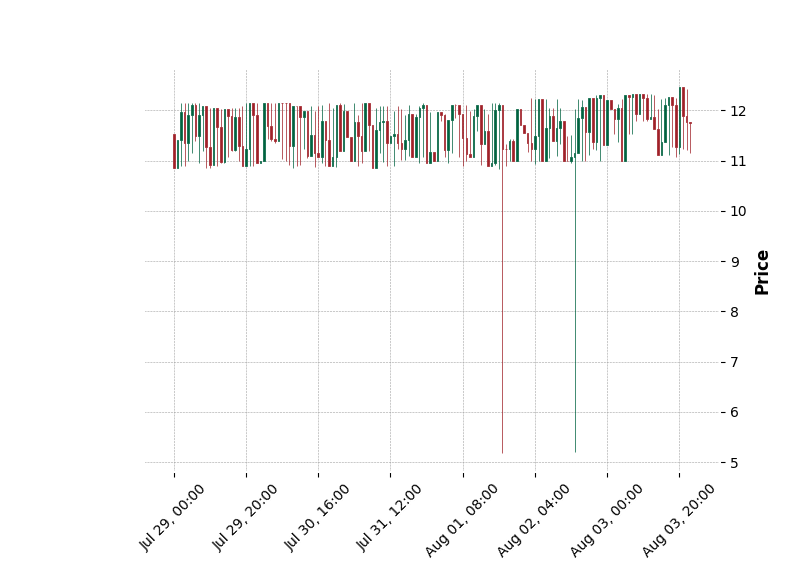 12
11
10
9
8
7
6
5
Price
Jul 29, 00:00
Jul 29, 20:00
Jul 30, 16:00
Jul 31, 12:00
Aug 01, 08:00
Aug 02, 04:00
Aug 03, 00:00
Aug 03, 20:00